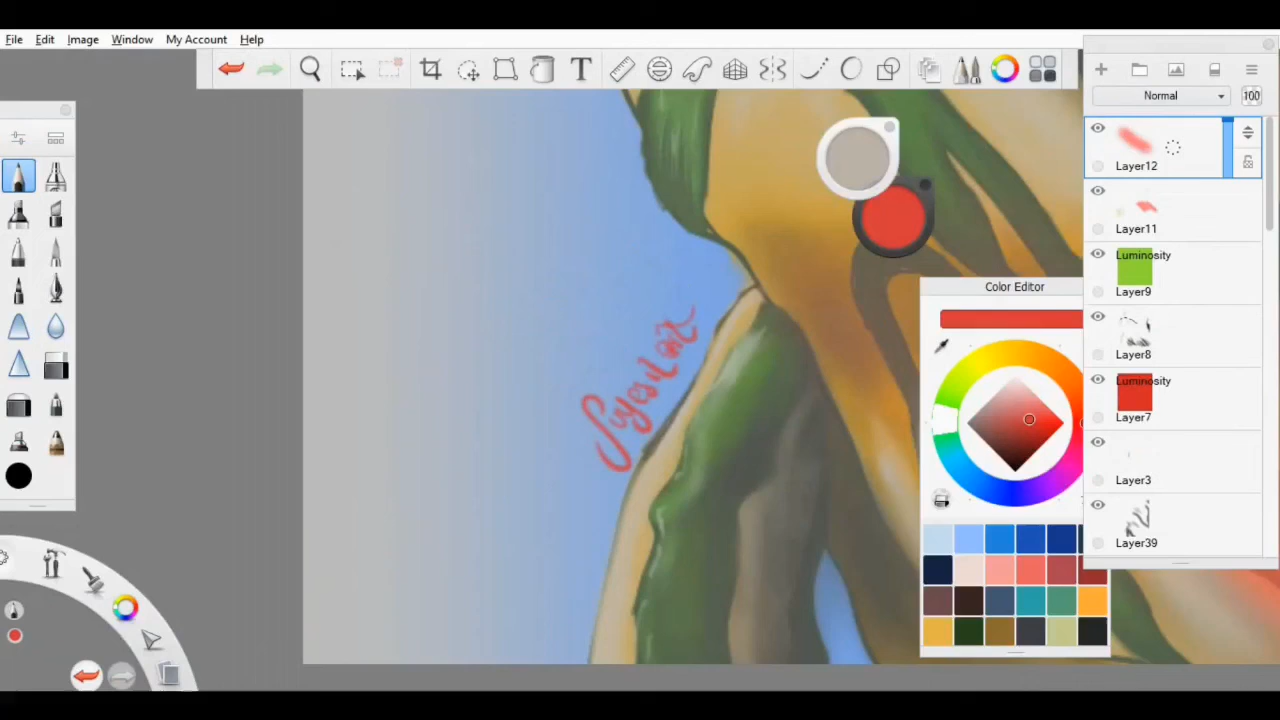 File Edit Image Window My Account Help
Normal 100
Layer12
Layer11
Luminosity
Layer9
Layer8
Luminosity
Layer7
Layer3
Layer39
Color Editor